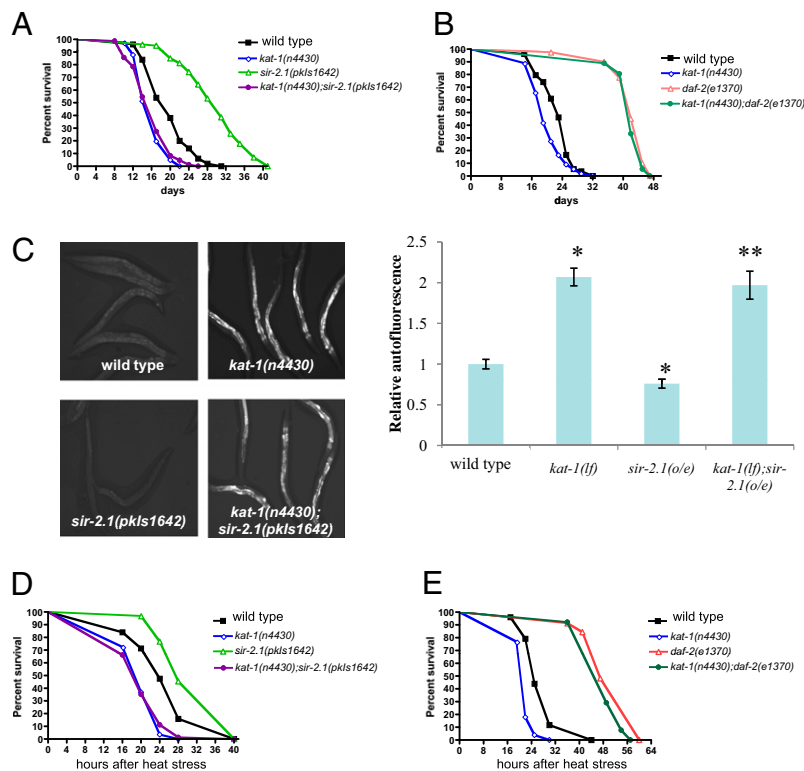 A
Percent survival
100
90
80
70
60
50
40
30
20
10
0
0 4 8 12 16 20 24 28 32 36 40
days
wild type
kat-1(n4430)
sir-2.1(pkIs1642)
kat-1(n4430);sir-2.1(pkIs1642)
B
Percent survival
100
90
80
70
60
50
40
30
20
10
0
0 8 16 24 32 40 48
days
wild type
kat-1(n4430)
daf-2(e1370)
kat-1(n4430);daf-2(e1370)
C
wild type
kat-1(n4430)
sir-2.1(pkIs1642)
kat-1(n4430);
sir-2.1(pkIs1642)
Relative autofluorescence
2.5
2
1.5
1
0.5
0
*
*
**
wild type
kat-1(lf)
sir-2.1(o/e)
kat-1(lf);sir-
2.1(o/e)
D
Percent survival
100
90
80
70
60
50
40
30
20
10
0
0 4 8 12 16 20 24 28 32 36 40
hours after heat stress
wild type
kat-1(n4430)
sir-2.1(pkIs1642)
kat-1(n4430);sir-2.1(pkIs1642)
E
Percent survival
100
90
80
70
60
50
40
30
20
10
0
0 8 16 24 32 40 48 56 64
hours after heat stress
wild type
kat-1(n4430)
daf-2(e1370)
kat-1(n4430);daf-2(e1370)